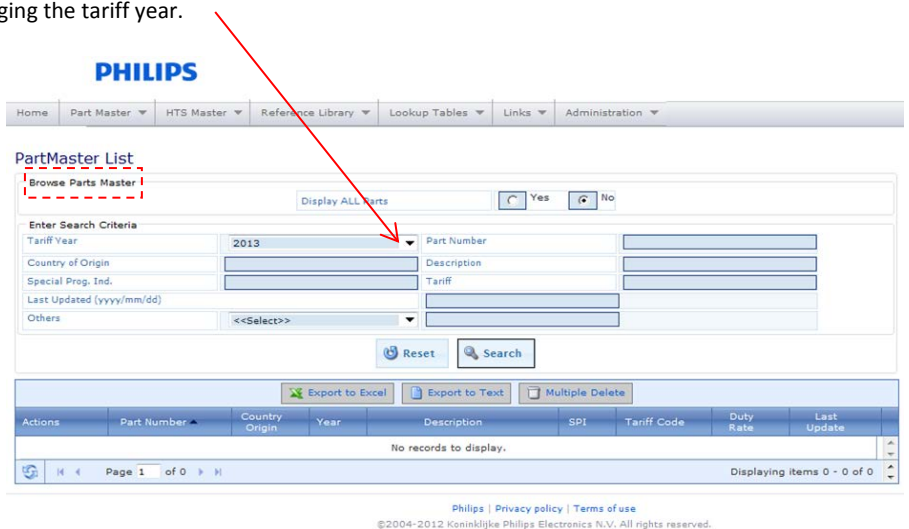 ging the tariff year.
PHILIPS
Home Part Master HTS Master Reference Library Lookup Tables Links Administration
PartMaster List
Browse Parts Master
Display ALL Parts Yes No
Enter Search Criteria
Tariff Year 2013 Part Number
Country of Origin Description
Special Prog. Ind. Tariff
Last Updated (yyyy/mm/dd)
Others <<Select>>
Reset Search
Export to Excel Export to Text Multiple Delete
Actions Part Number Country Origin Year Description SPI Tariff Code Duty Rate Last Update
No records to display.
Page 1 of 0 Displaying items 0 - 0 of 0
Philips | Privacy policy | Terms of use
©2004-2012 Koninklijke Philips Electronics N.V. All rights reserved.